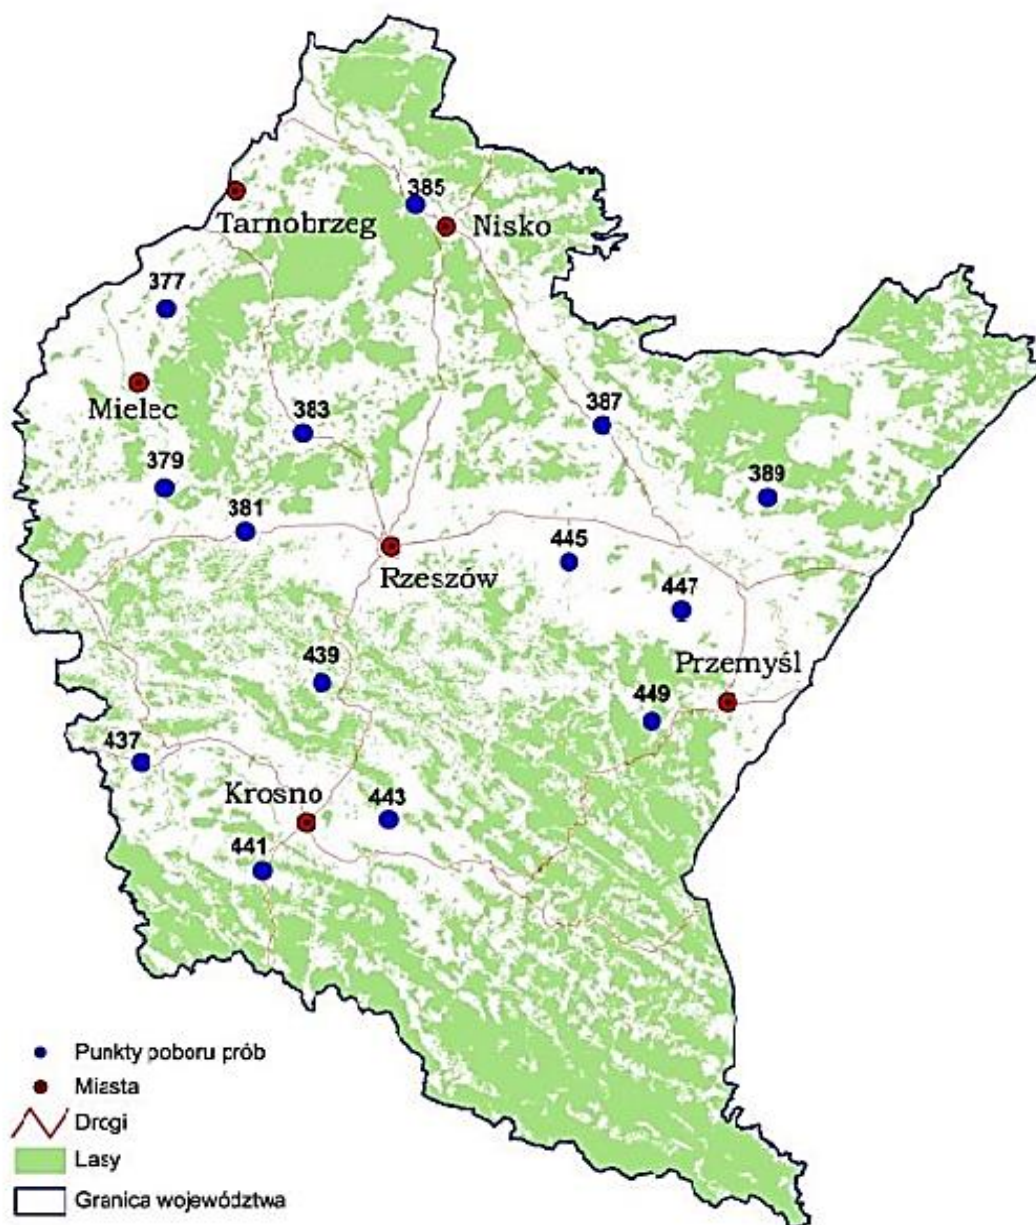 385
Tarnobrzeg
Nisko
377
Mielec
383
387
379
389
381
445
Rzeszów
447
439
Przemyśl
449
437
Krosno
443
441
Punkty poboru prób
Miasta
Drogi
Lasy
Granica województwa